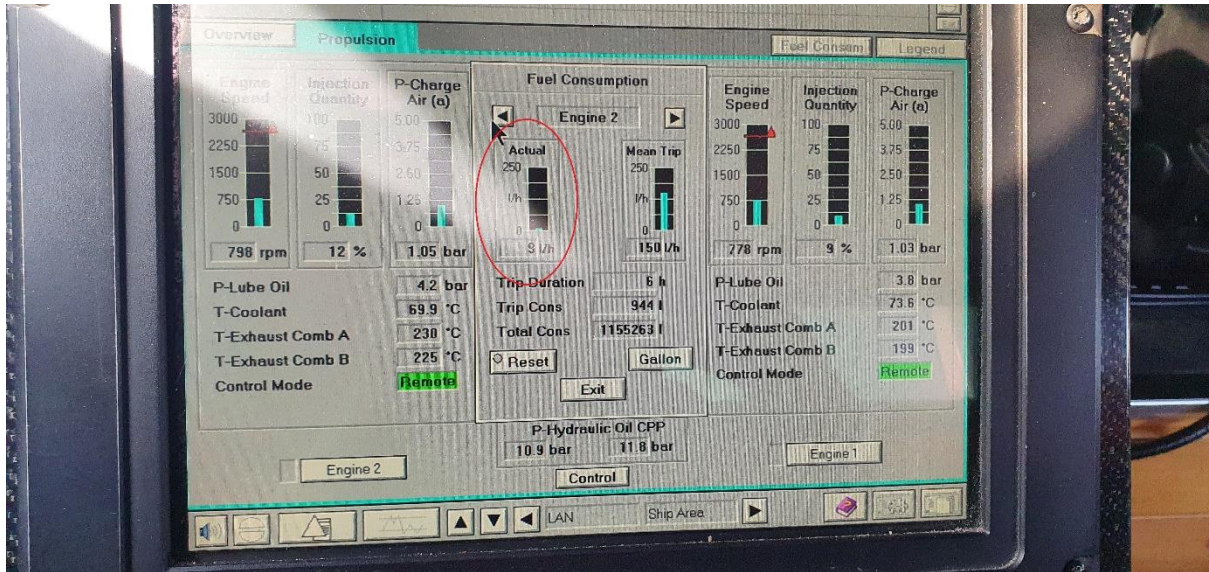 Overview Propulsion Fuel Consum Legend
Engine Speed
3000
2250
1500
750
0
798 rpm
Injection Quantity
100
75
50
25
0
12 %
P-Charge Air (a)
5.00
3.75
2.50
1.25
0
1.05 bar
P-Lube Oil 4.2 bar
T-Coolant 69.9 °C
T-Exhaust Comb A 230 °C
T-Exhaust Comb B 225 °C
Control Mode Remote
Engine 2
Fuel Consumption
Engine 2
Actual
250
l/h
0
9 l/h
Mean Trip
250
l/h
0
150 l/h
Trip Duration 6 h
Trip Cons 944 l
Total Cons 1155263 l
Reset Gallon
Exit
P-Hydraulic Oil CPP
10.9 bar 11.8 bar
Control
Engine Speed
3000
2250
1500
750
0
778 rpm
Injection Quantity
100
75
50
25
0
9 %
P-Charge Air (a)
5.00
3.75
2.50
1.25
0
1.03 bar
P-Lube Oil 3.8 bar
T-Coolant 73.6 °C
T-Exhaust Comb A 201 °C
T-Exhaust Comb B 199 °C
Control Mode Remote
Engine 1
LAN Ship Area